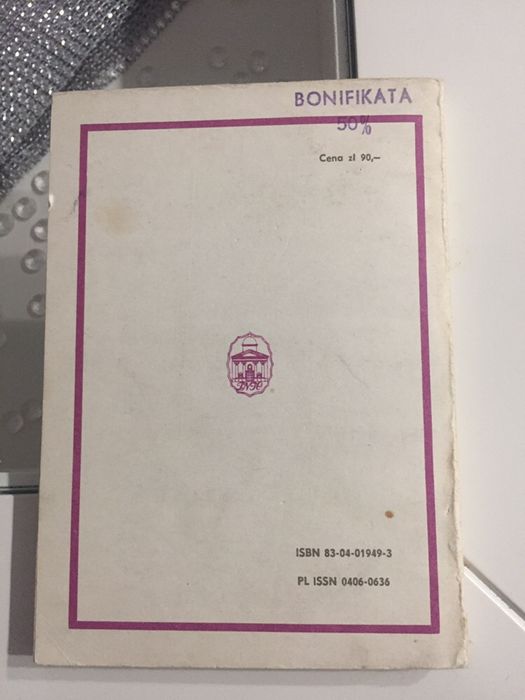 BONIFIKATA
50%
Cena zł 90,—
ISBN 83-04-01949-3
PL ISSN 0406-0636